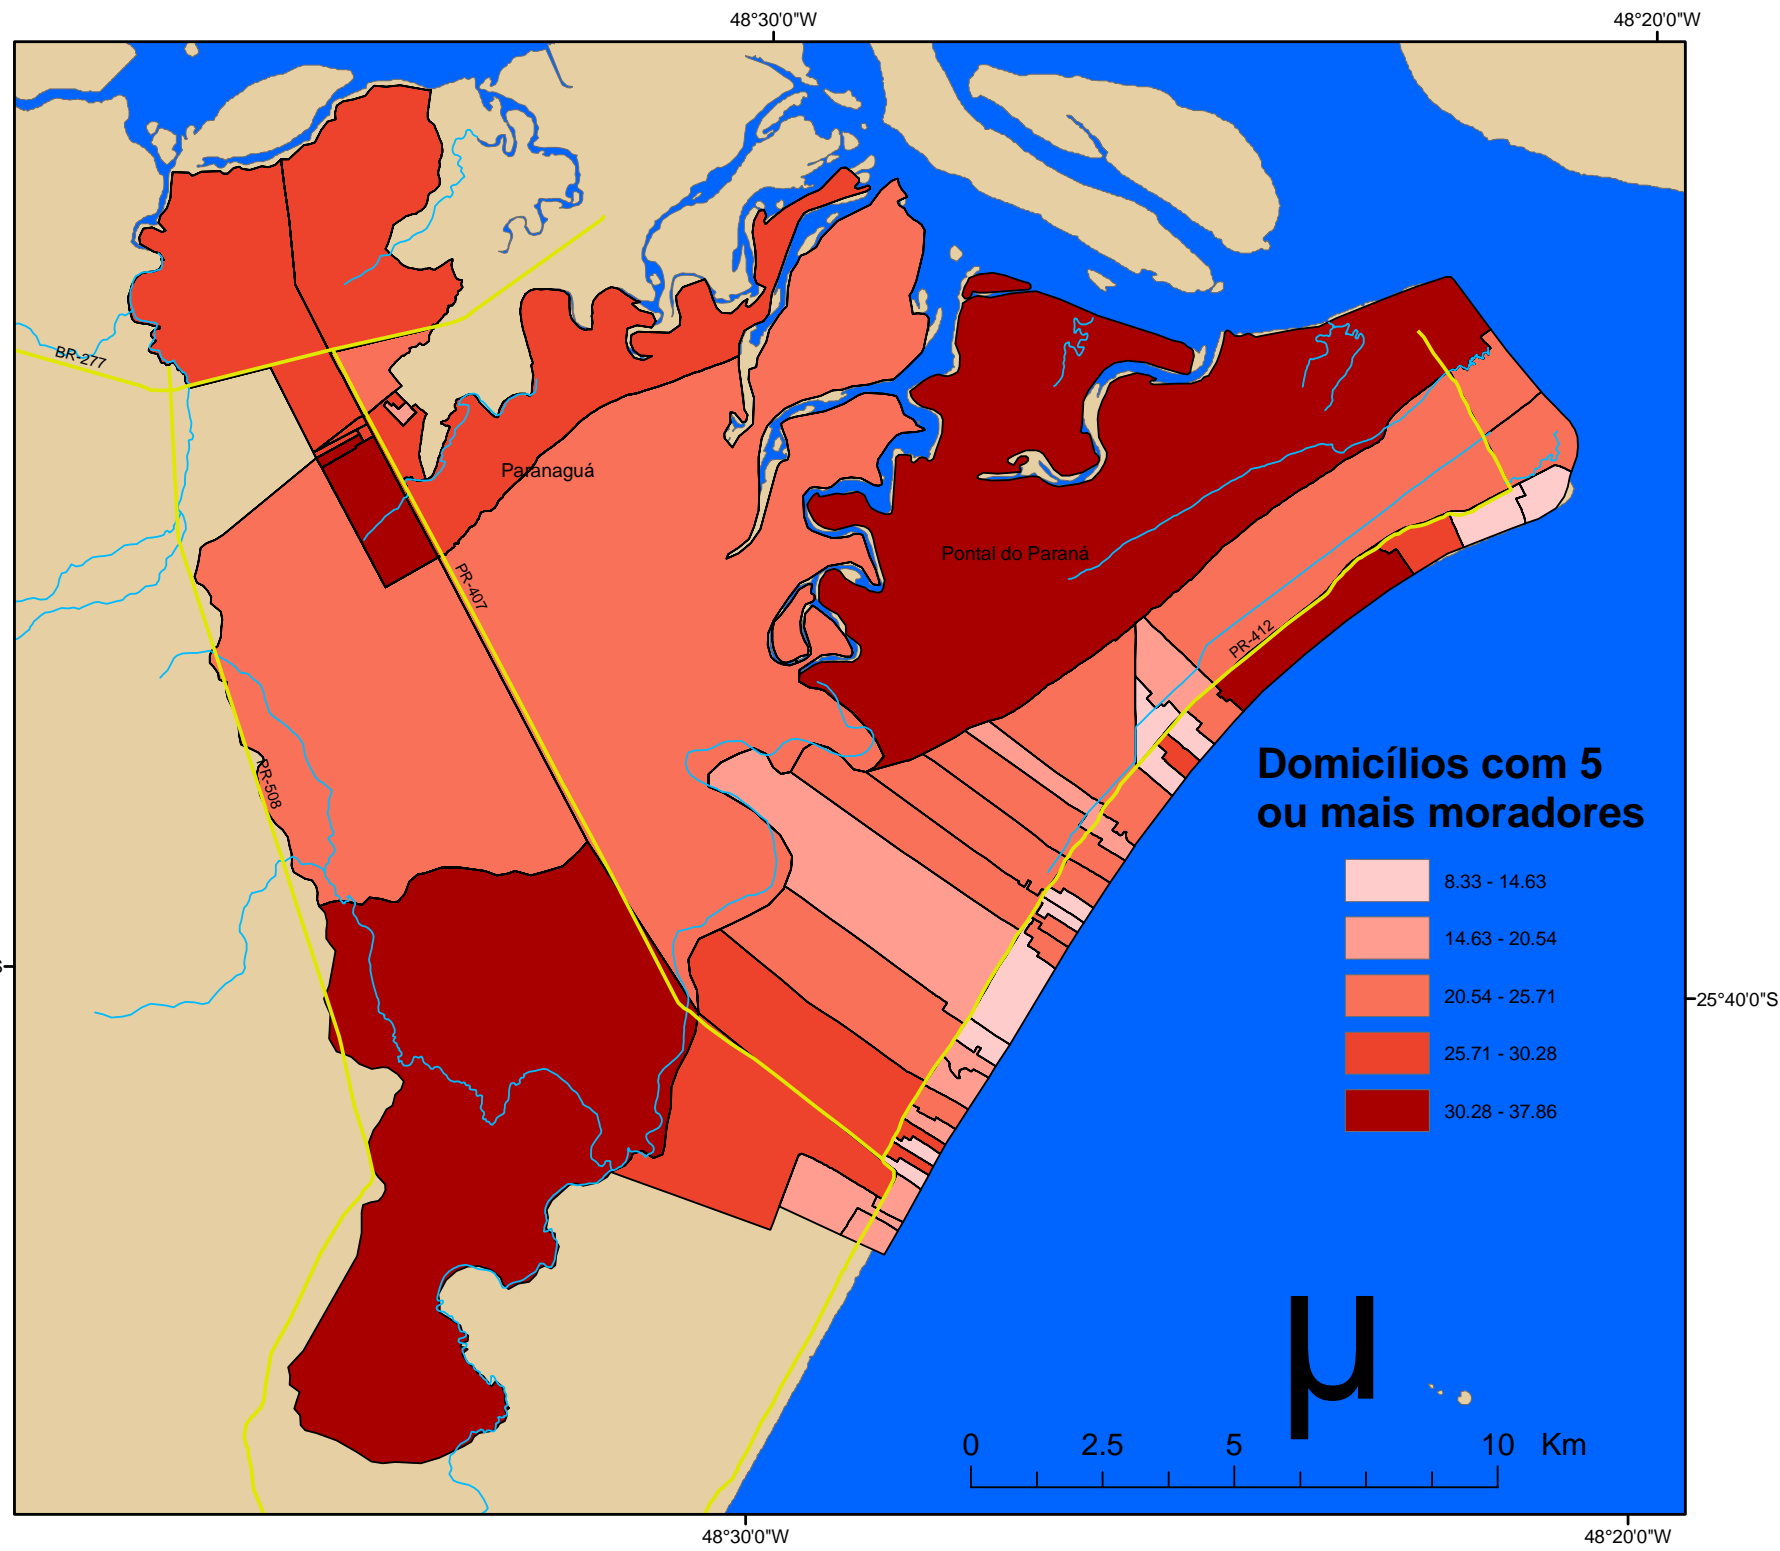 48°30'0"W
48°20'0"W
BR-277
Paranaguá
Pontal do Paraná
PR-407
PR-412
PR-508
Domicílios com 5
ou mais moradores
8.33 - 14.63
14.63 - 20.54
20.54 - 25.71
25.71 - 30.28
30.28 - 37.86
25°40'0"S
µ
0 2.5 5 10 Km
48°30'0"W
48°20'0"W